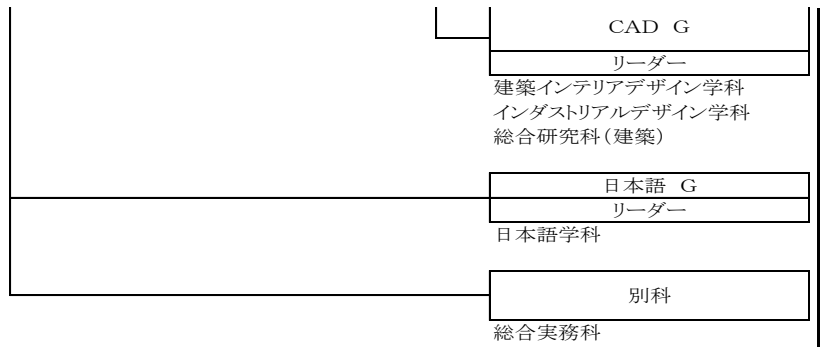 CAD G
リーダー
建築インテリアデザイン学科
インダストリアルデザイン学科
総合研究科(建築)
日本語 G
リーダー
日本語学科
別科
総合実務科